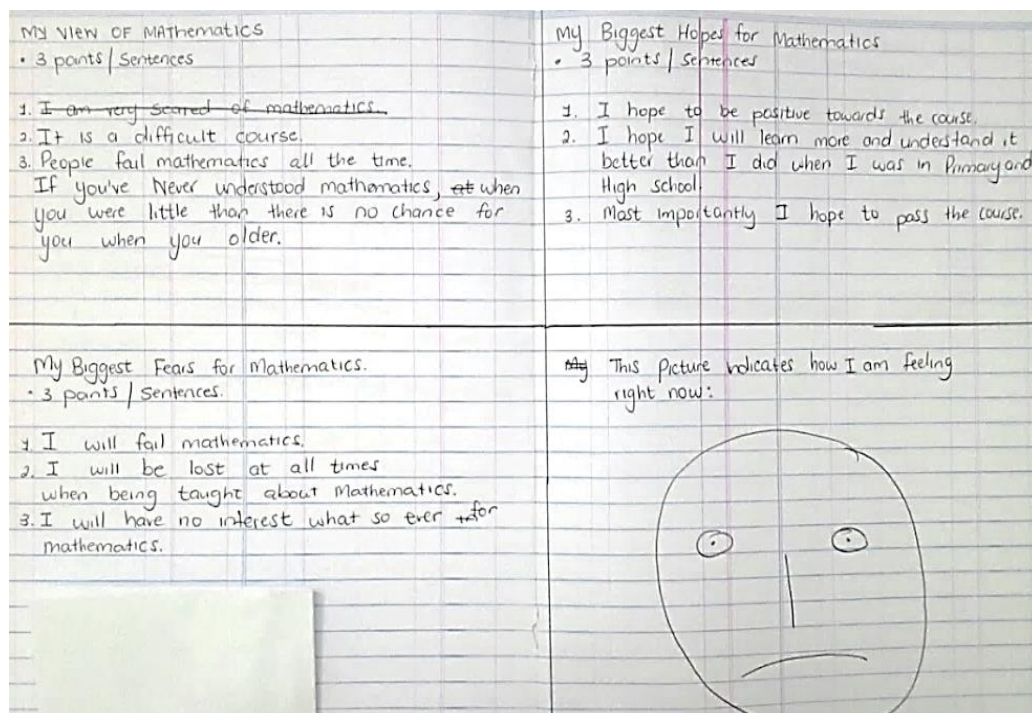 My View OF MAthematics
• 3 points / Sentences
1. I am very scared of mathematics.
2. It is a difficult course.
3. People fail mathematics all the time.
If you've Never understood mathematics, at when
you were little than there is no chance for
you when you older.
My Biggest Hopes for Mathematics
• 3 points / Sentences
1. I hope to be positive towards the course.
2. I hope I will learn more and understand it
better than I did when I was in Primary and
High school
3. Most importantly I hope to pass the course.
My Biggest Fears for Mathematics.
• 3 points / Sentences.
1. I will fail mathematics.
2. I will be lost at all times
when being taught about Mathematics.
3. I will have no interest what so ever to for
mathematics.
My This Picture indicates how I am feeling
right now: